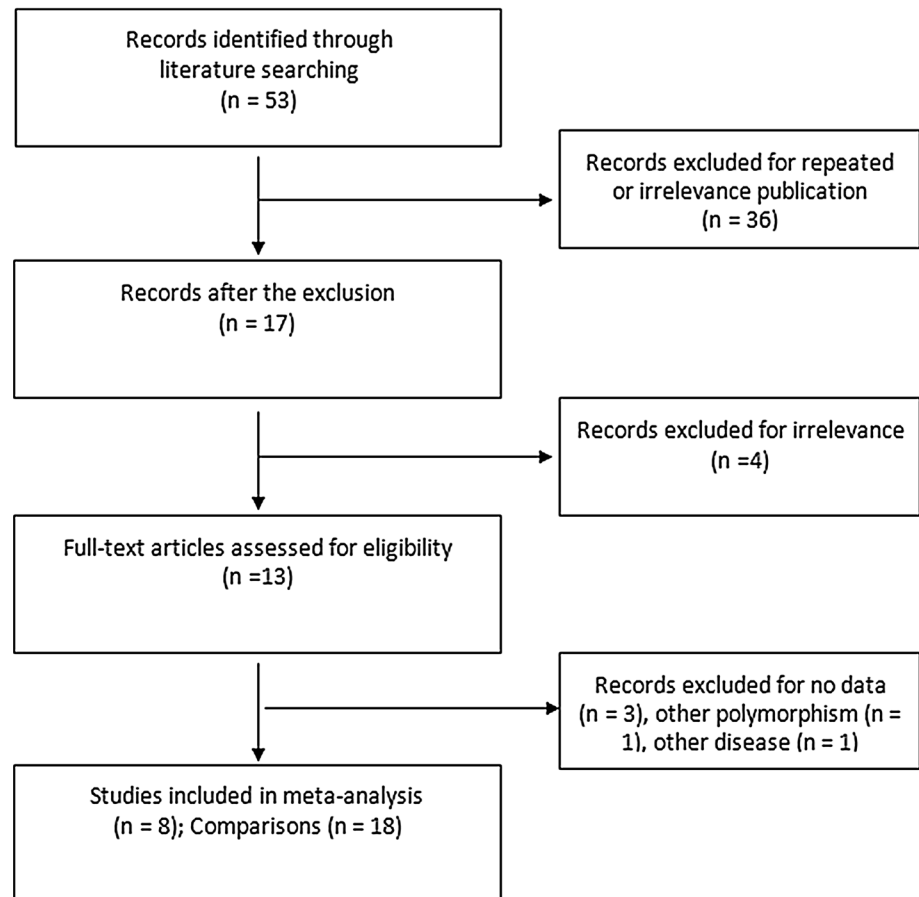 Records identified through
literature searching
(n = 53)
Records excluded for repeated
or irrelevance publication
(n = 36)
Records after the exclusion
(n = 17)
Records excluded for irrelevance
(n =4)
Full-text articles assessed for eligibility
(n =13)
Records excluded for no data
(n = 3), other polymorphism (n =
1), other disease (n = 1)
Studies included in meta-analysis
(n = 8); Comparisons (n = 18)